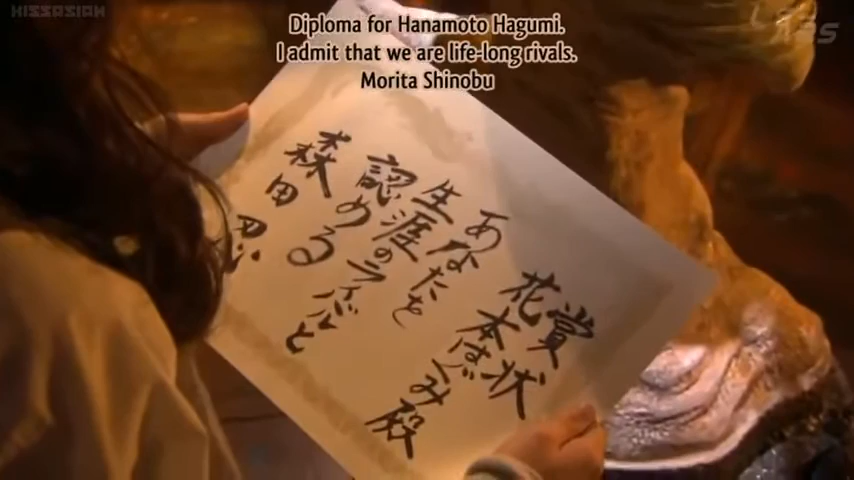 KISSASIAN
TBS
Diploma for Hanamoto Hagumi.
I admit that we are life-long rivals.
Morita Shinobu
賞状
花本はぐみ殿
あなたを
生涯のライバルと
認める
森田 忍